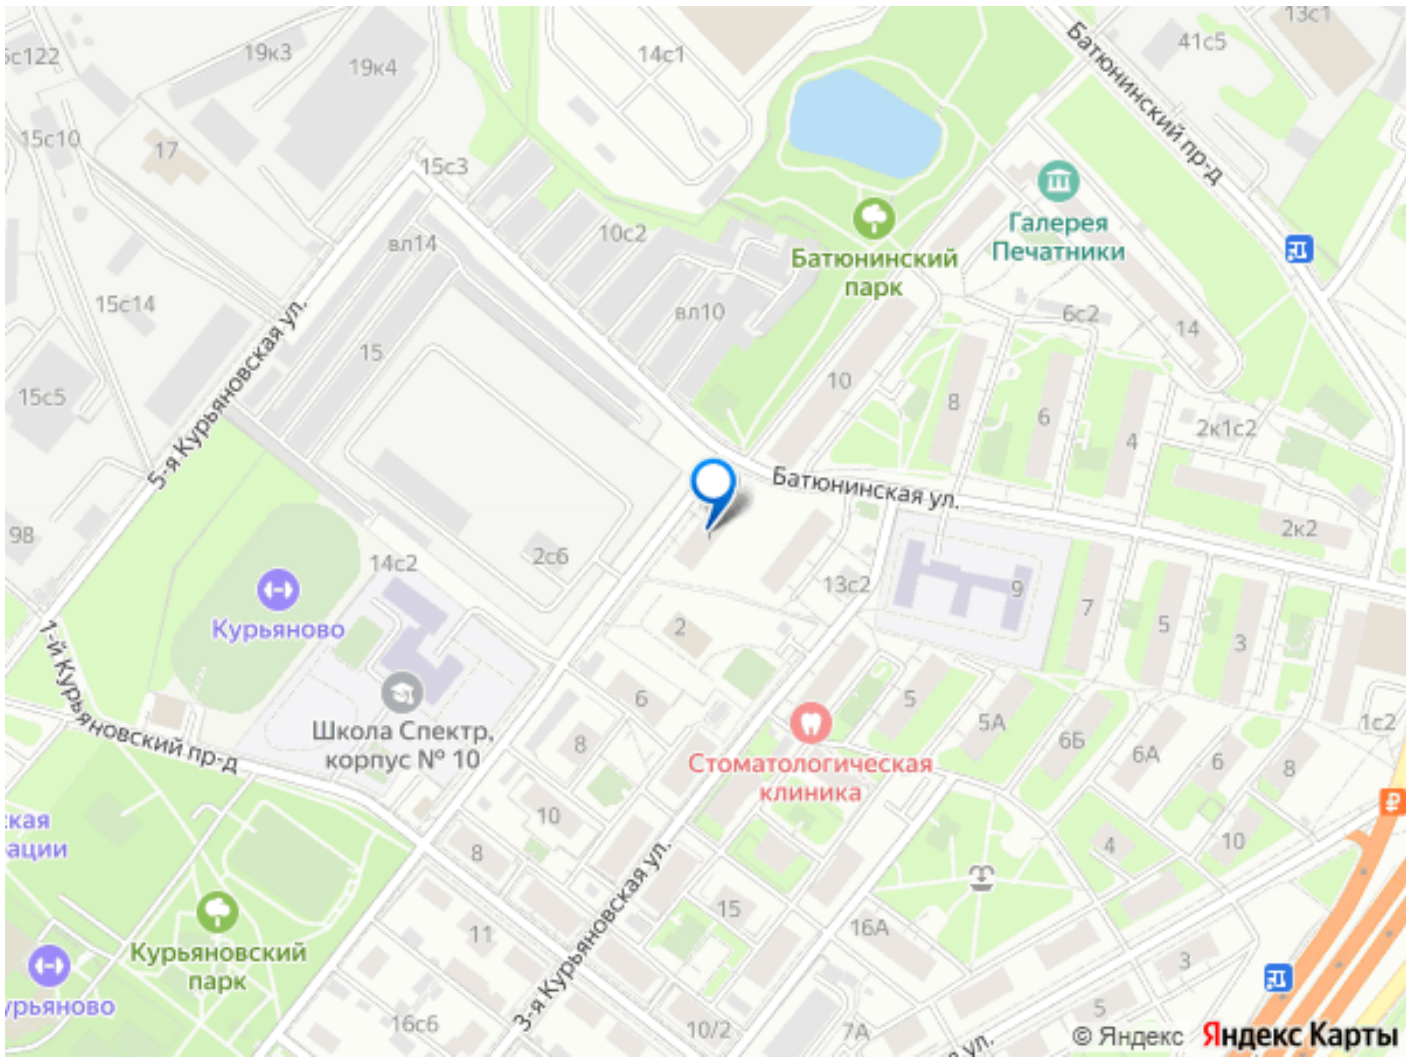 13с1
41с5
5с122
19к3
19к4
14с1
Батюнинский пр-д
15с10
17
15с3
Галерея
Печатники
вл14
10с2
Батюнинский
парк
15с14
вл10
6с2
14
15
15с5
5-я Курьяновская ул.
10
8
6
4
2к1с2
Батюнинская ул.
2к2
98
14с2
2с6
13с2
9
7
5
3
Курьяново
2
1-й Курьяновский пр-д
6
5
5А
6Б
6А
6
8
1с2
Школа Спектр,
корпус № 10
8
Стоматологическая
клиника
10
кая
ации
8
4
10
3-я Курьяновская ул.
15
16А
11
Курьяновский
парк
3
урьяново
16с6
10/2
7А
5
ул.
© Яндекс Яндекс Карты